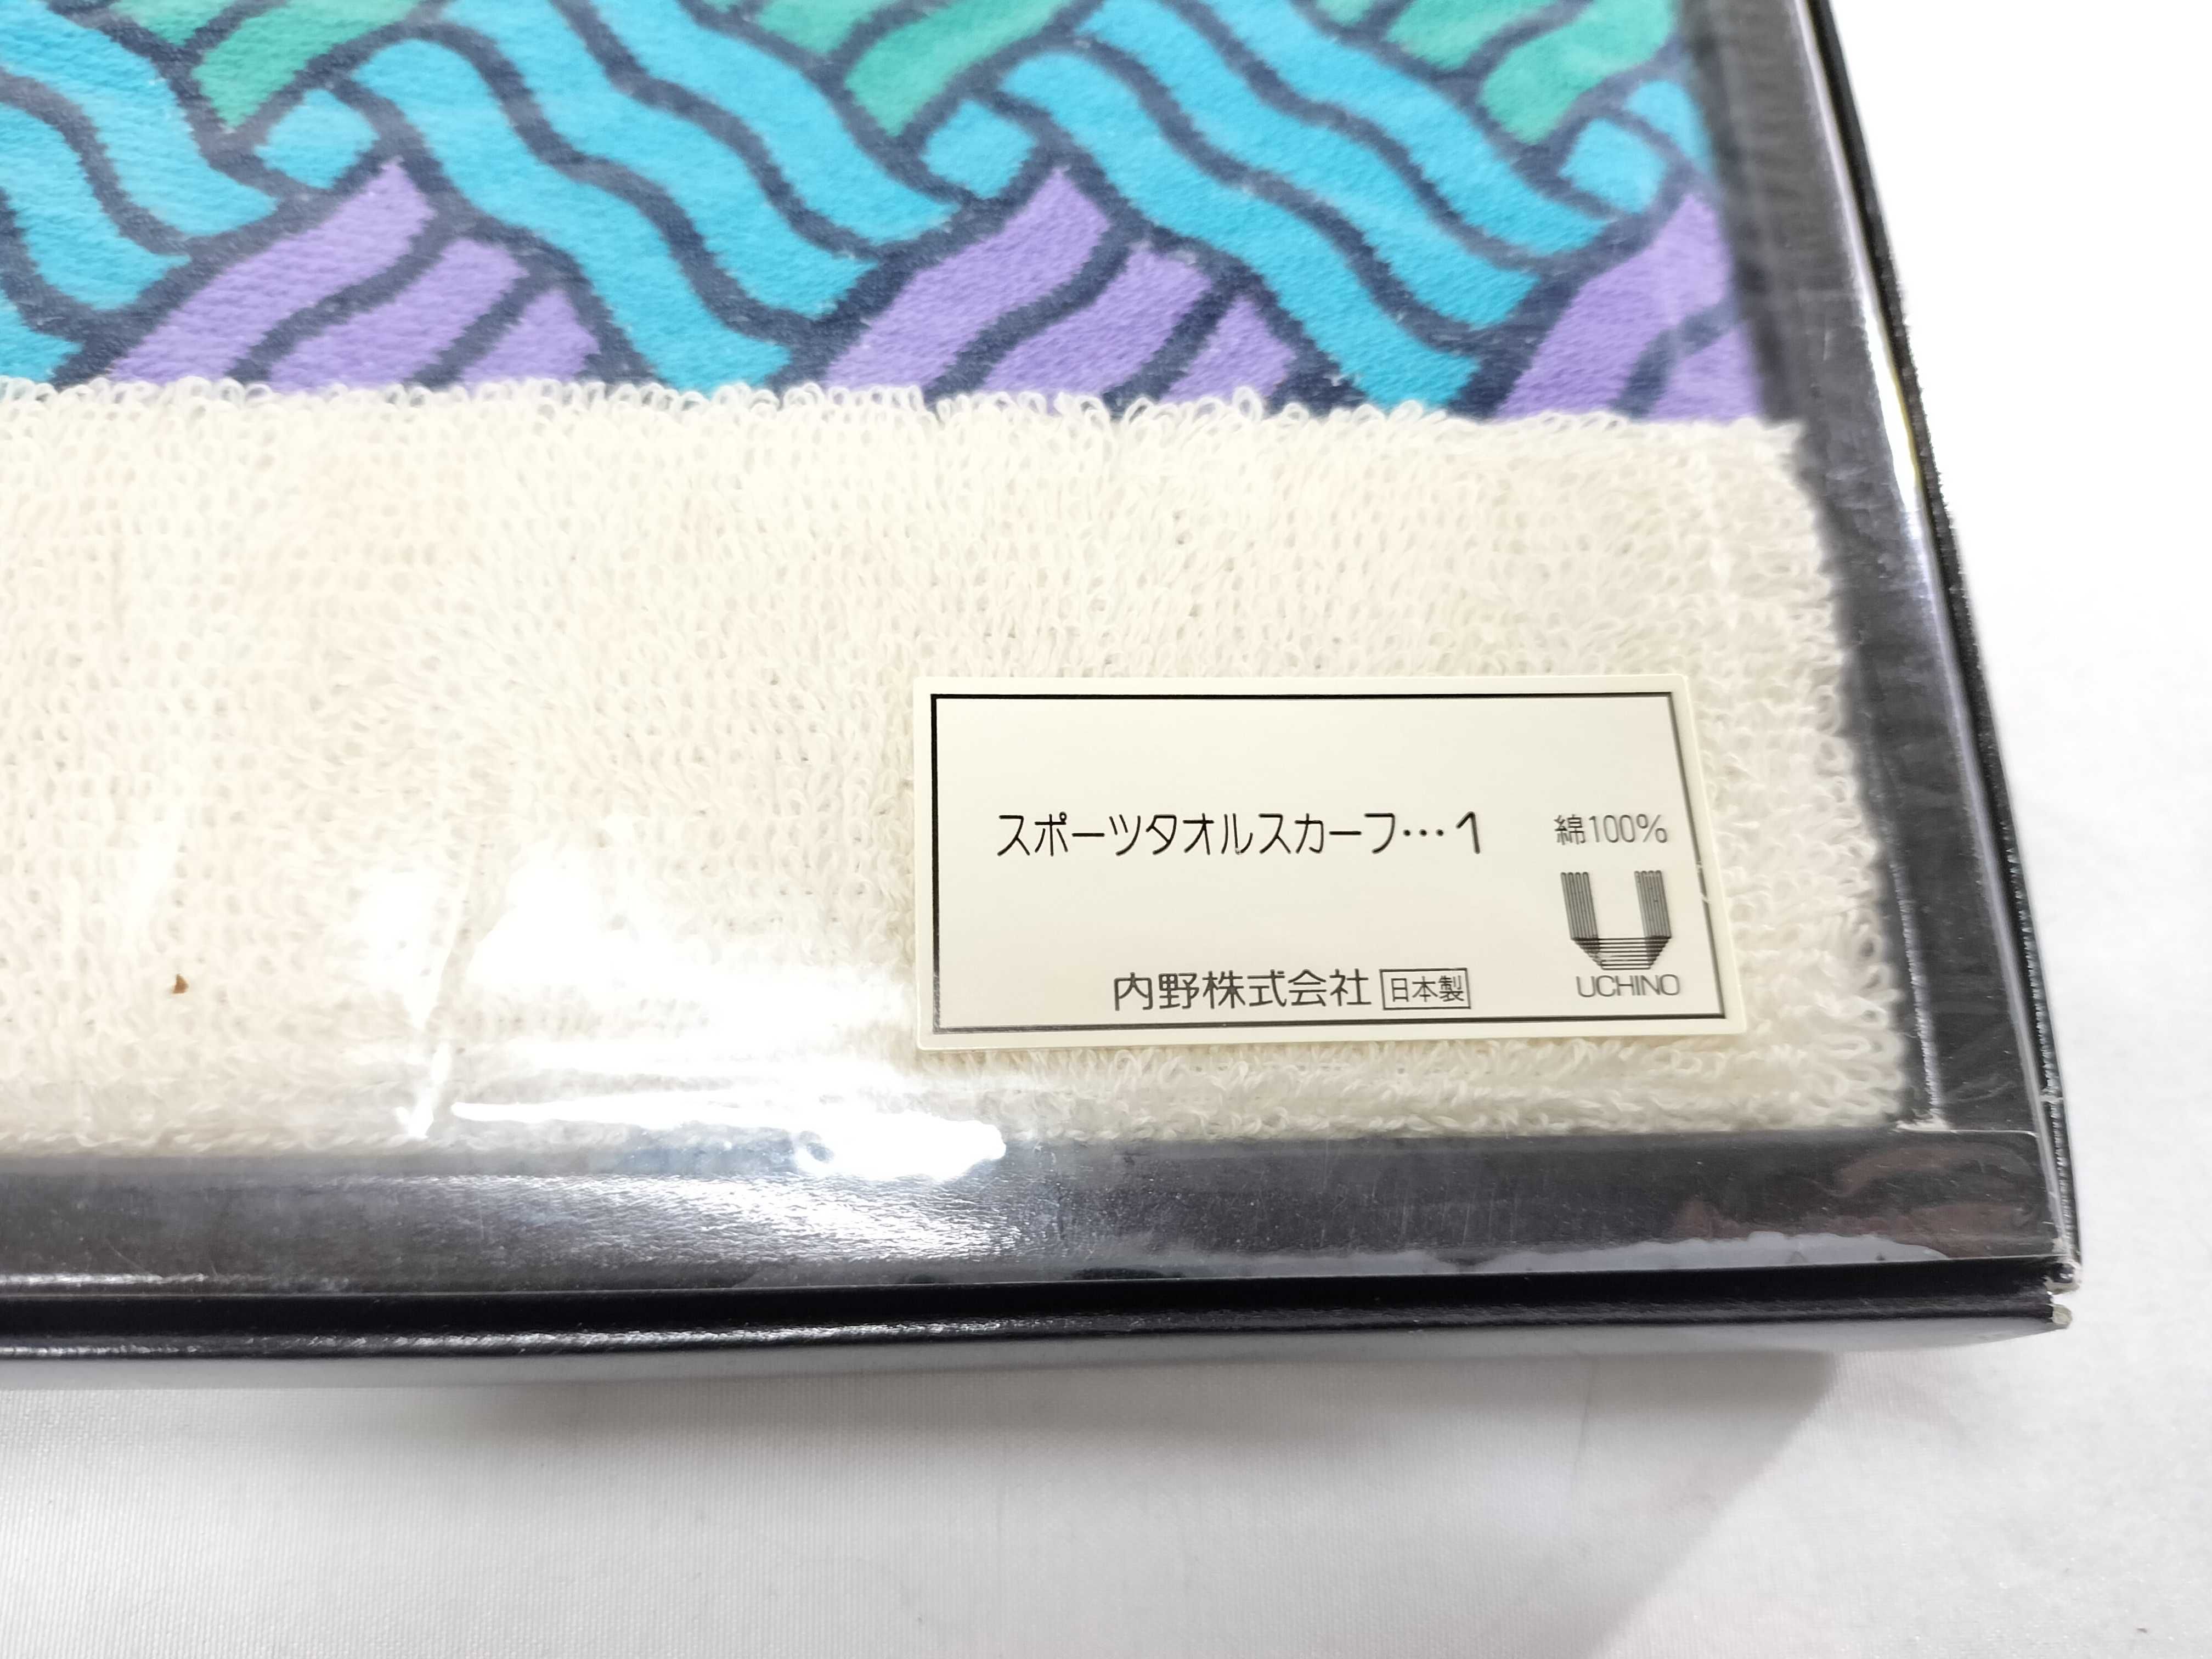 スポーツタオルスカーフ…1
綿100%
内野株式会社 日本製
UCHINO